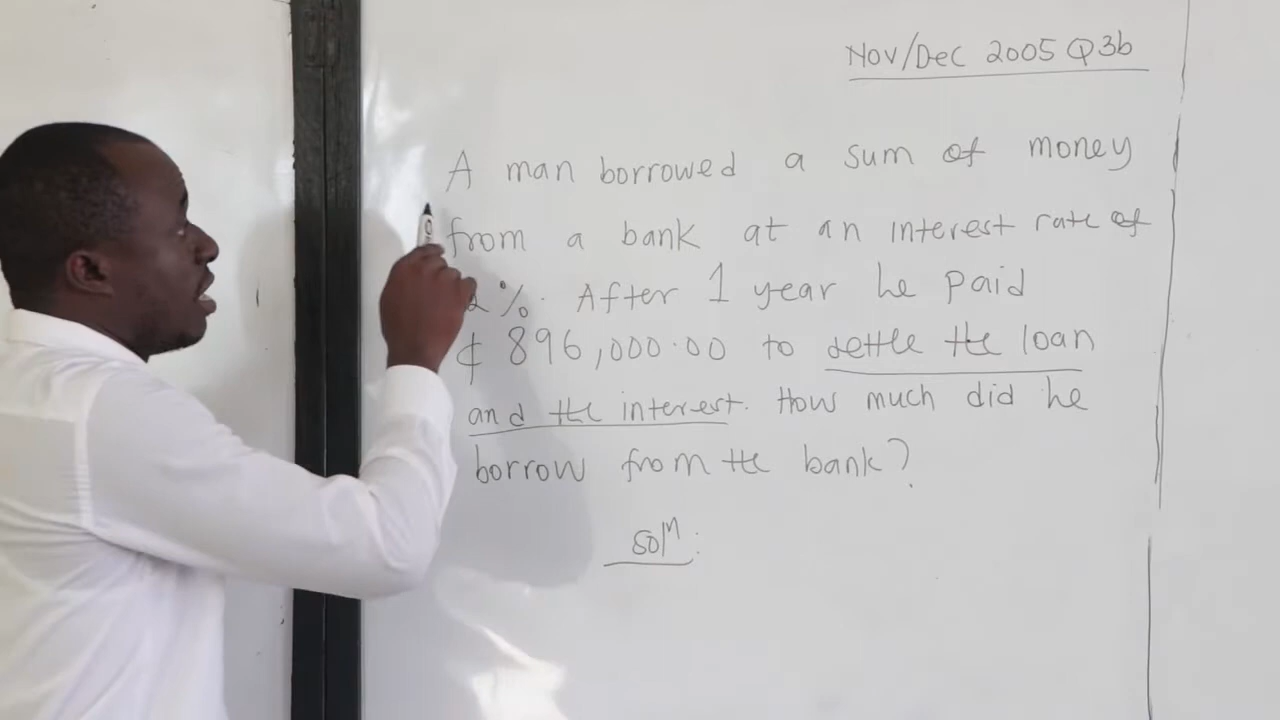 Nov/Dec 2005 Q3b
A man borrowed a sum of money
from a bank at an interest rate of
2%. After 1 year he paid
₵ 896,000.00 to settle the loan
and the interest. How much did he
borrow from the bank?
solⁿ: